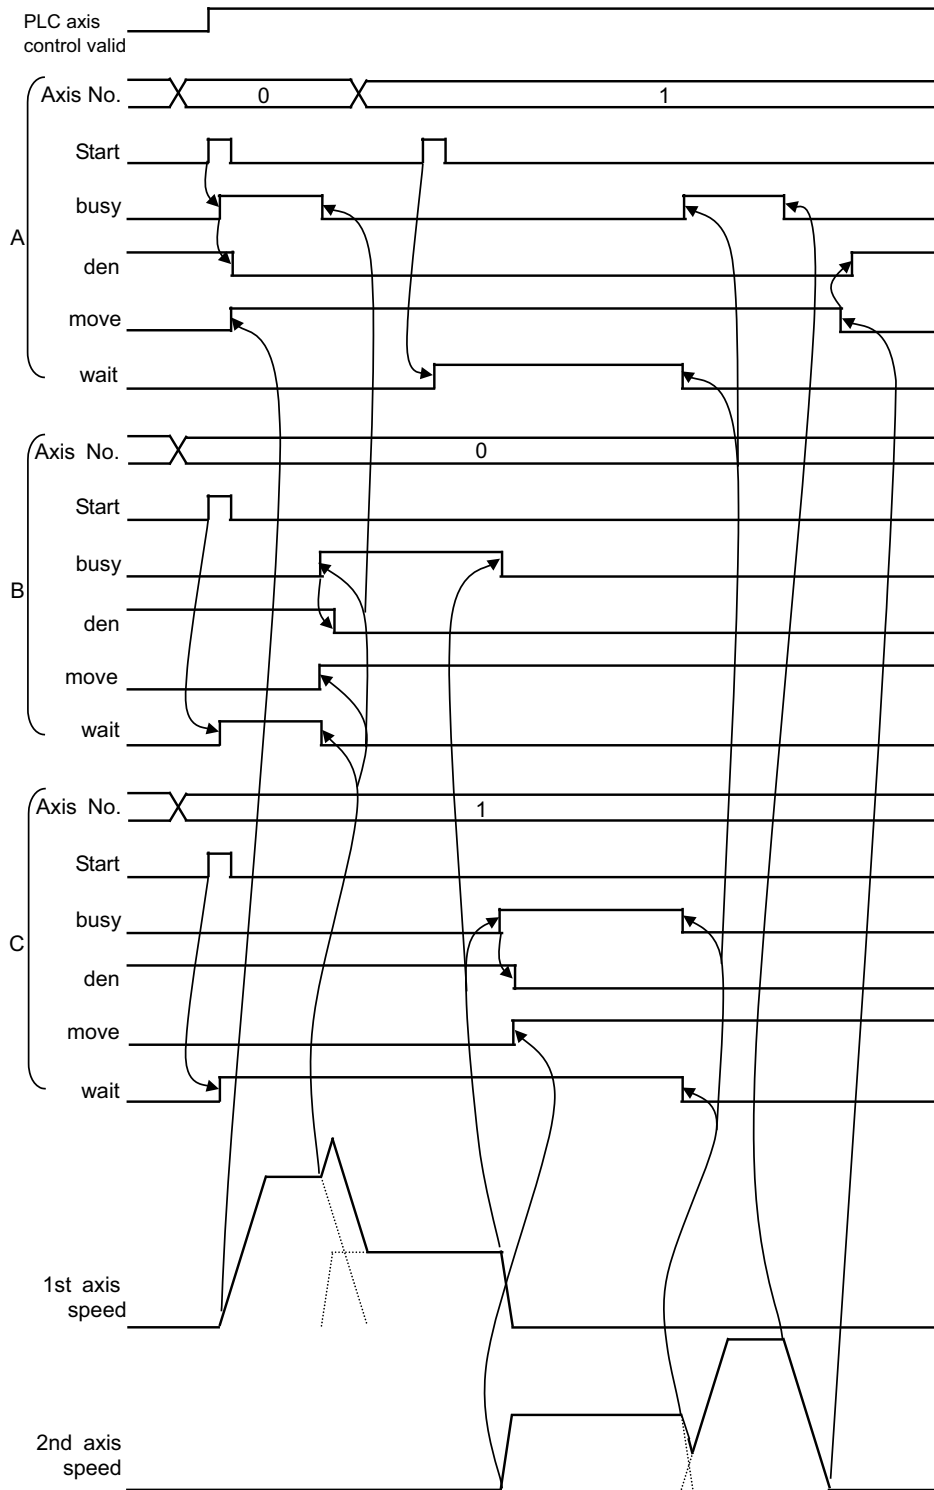 PLC axis
control valid
Axis No.
0
1
Start
busy
A
den
move
wait
Axis No.
0
Start
busy
B
den
move
wait
Axis No.
1
Start
busy
C
den
move
wait
1st axis
speed
2nd axis
speed